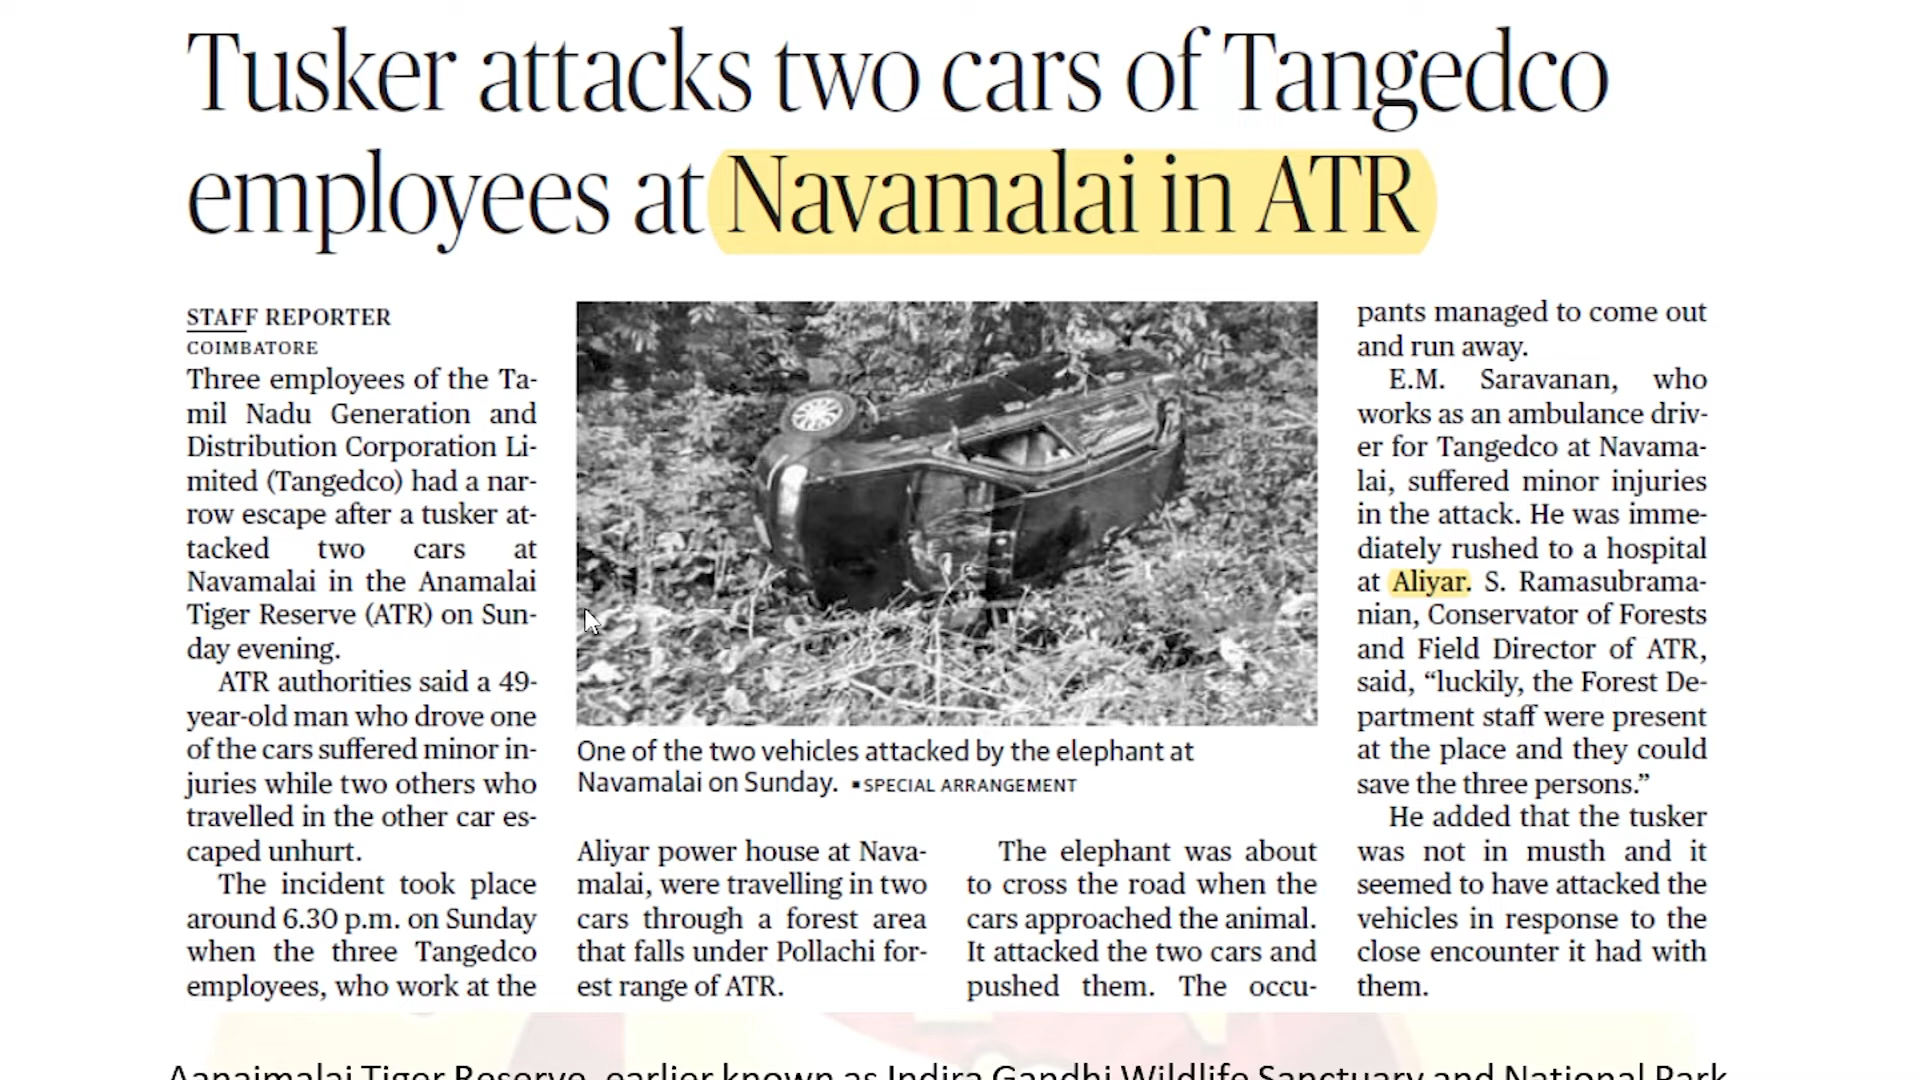 Tusker attacks two cars of Tangedco
employees at Navamalai in ATR
STAFF REPORTER
COIMBATORE
Three employees of the Ta-
mil Nadu Generation and
Distribution Corporation Li-
mited (Tangedco) had a nar-
row escape after a tusker at-
tacked two cars at
Navamalai in the Anamalai
Tiger Reserve (ATR) on Sun-
day evening.
ATR authorities said a 49-
year-old man who drove one
of the cars suffered minor in-
juries while two others who
travelled in the other car es-
caped unhurt.
The incident took place
around 6.30 p.m. on Sunday
when the three Tangedco
employees, who work at the
One of the two vehicles attacked by the elephant at
Navamalai on Sunday. ▪SPECIAL ARRANGEMENT
Aliyar power house at Nava-
malai, were travelling in two
cars through a forest area
that falls under Pollachi for-
est range of ATR.
The elephant was about
to cross the road when the
cars approached the animal.
It attacked the two cars and
pushed them. The occu-
pants managed to come out
and run away.
E.M. Saravanan, who
works as an ambulance driv-
er for Tangedco at Navama-
lai, suffered minor injuries
in the attack. He was imme-
diately rushed to a hospital
at Aliyar. S. Ramasubrama-
nian, Conservator of Forests
and Field Director of ATR,
said, “luckily, the Forest De-
partment staff were present
at the place and they could
save the three persons.”
He added that the tusker
was not in musth and it
seemed to have attacked the
vehicles in response to the
close encounter it had with
them.
Aanaimalai Tiger Reserve, earlier known as Indira Gandhi Wildlife Sanctuary and National Park